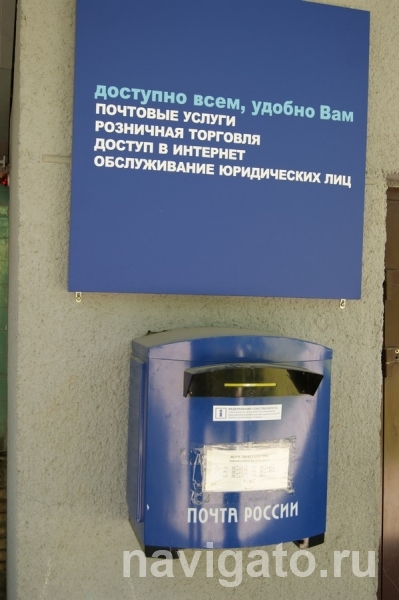 доступно всем, удобно Вам
ПОЧТОВЫЕ УСЛУГИ
РОЗНИЧНАЯ ТОРГОВЛЯ
ДОСТУП В ИНТЕРНЕТ
ОБСЛУЖИВАНИЕ ЮРИДИЧЕСКИХ ЛИЦ
ПОЧТА РОССИИ
navigato.ru